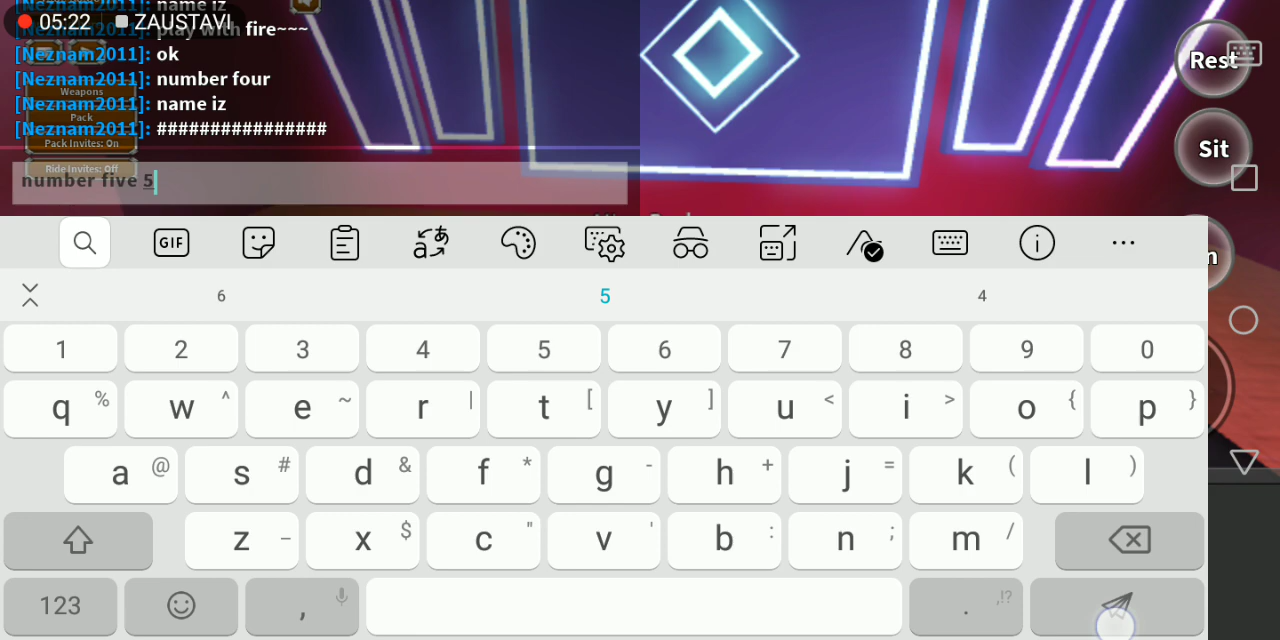 name iz
05:22 ZAUSTAVI
play with fire~~~
[Neznam2011]: ok
[Neznam2011]: number four
Weapons
[Neznam2011]: name iz
Pack
[Neznam2011]: ################
Pack Invites: On
Ride Invites: Off
number five 5
Rest
Sit
GIF
6 5 4
1 2 3 4 5 6 7 8 9 0
q % w ^ e ~ r | t [ y ] u < i > o { p }
a @ s # d & f * g - h + j = k ( l )
z _ x $ c " v ' b : n ; m /
123 , . ,!?